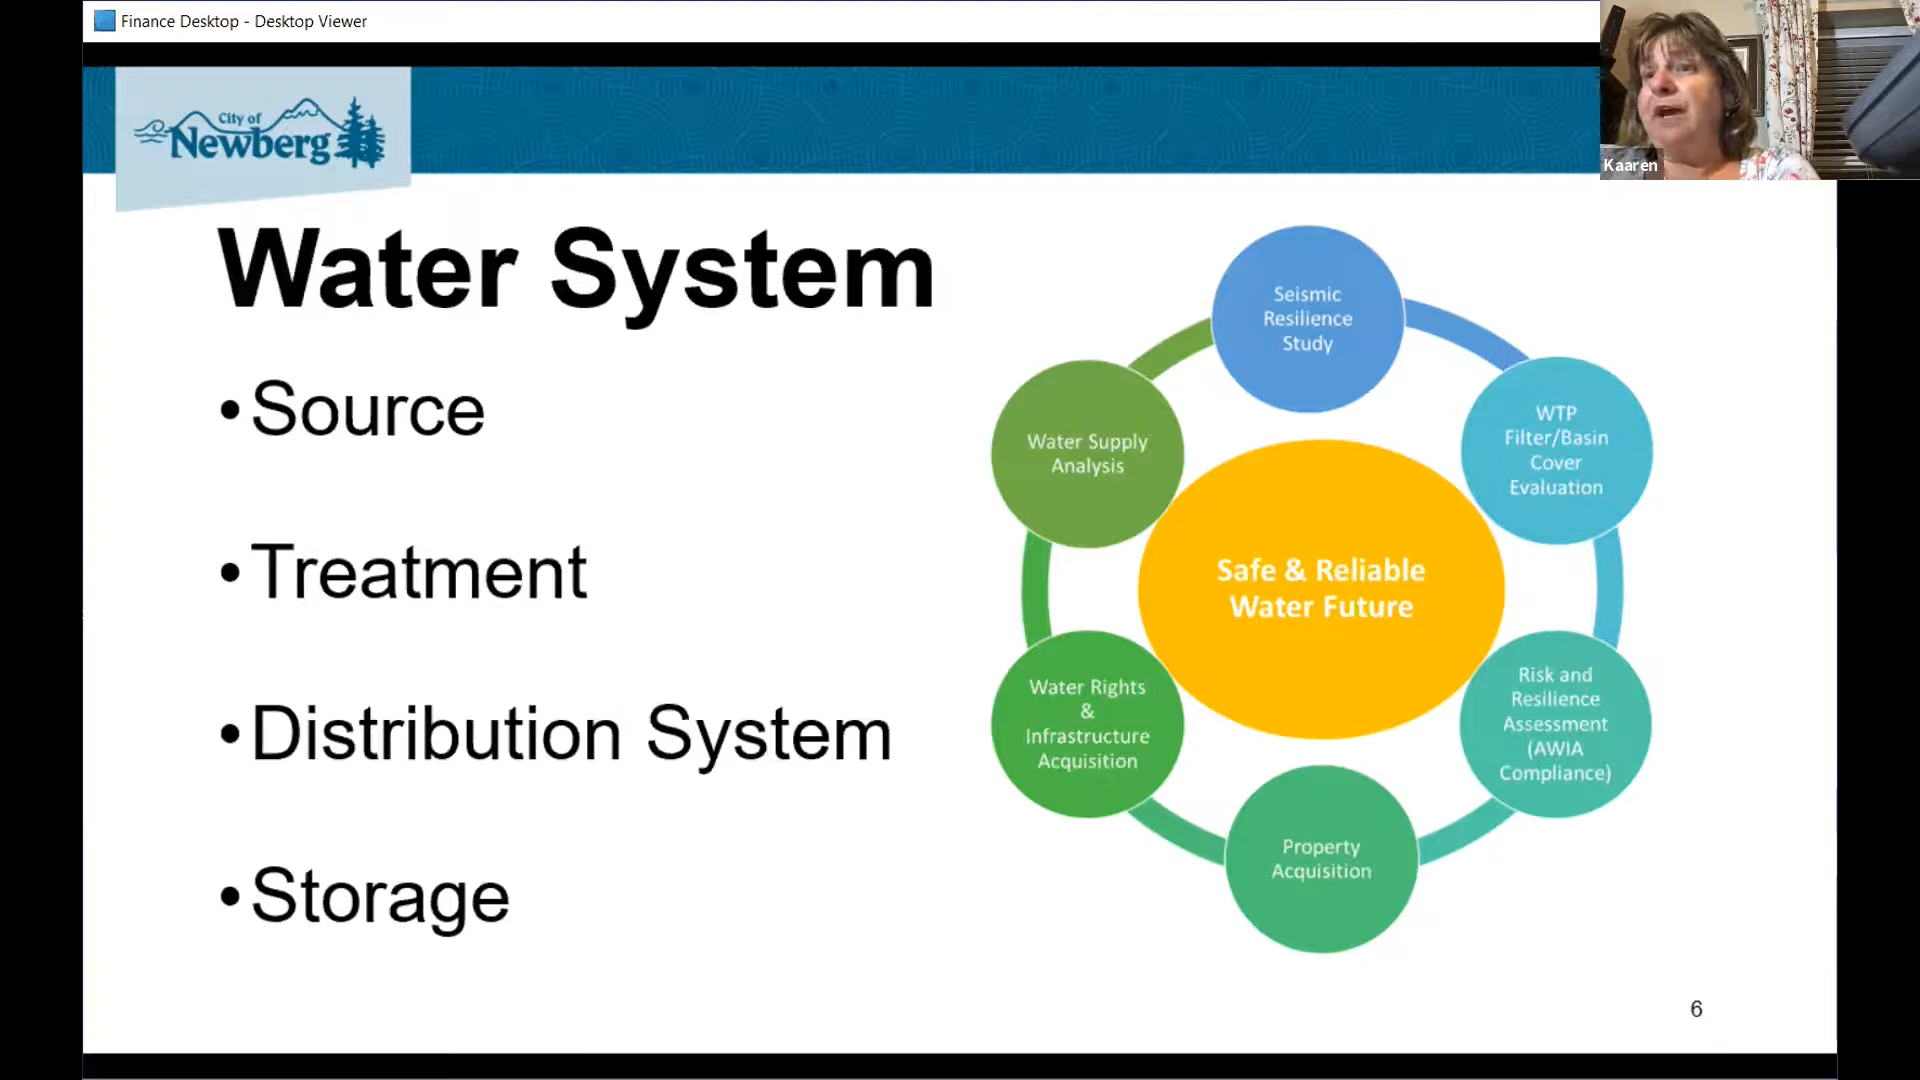 Finance Desktop - Desktop Viewer
City of
Newberg
Kaaren
Water System
•Source
•Treatment
•Distribution System
•Storage
Seismic
Resilience
Study
WTP
Filter/Basin
Cover
Evaluation
Risk and
Resilience
Assessment
(AWIA
Compliance)
Property
Acquisition
Water Rights
&
Infrastructure
Acquisition
Water Supply
Analysis
Safe & Reliable
Water Future
6